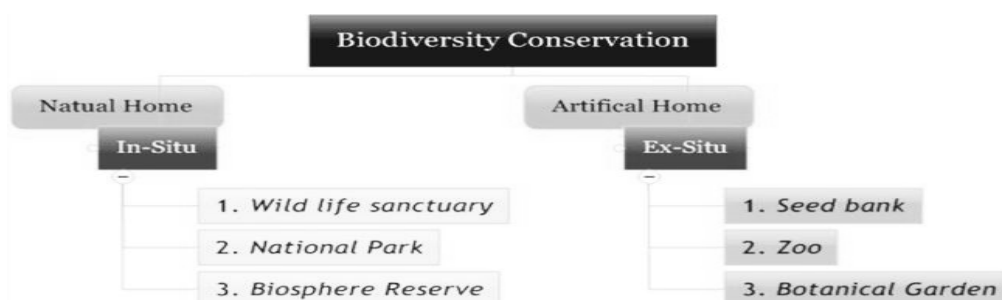 Biodiversity Conservation
Natual Home
In-Situ
1. Wild life sanctuary
2. National Park
3. Biosphere Reserve
Artifical Home
Ex-Situ
1. Seed bank
2. Zoo
3. Botanical Garden